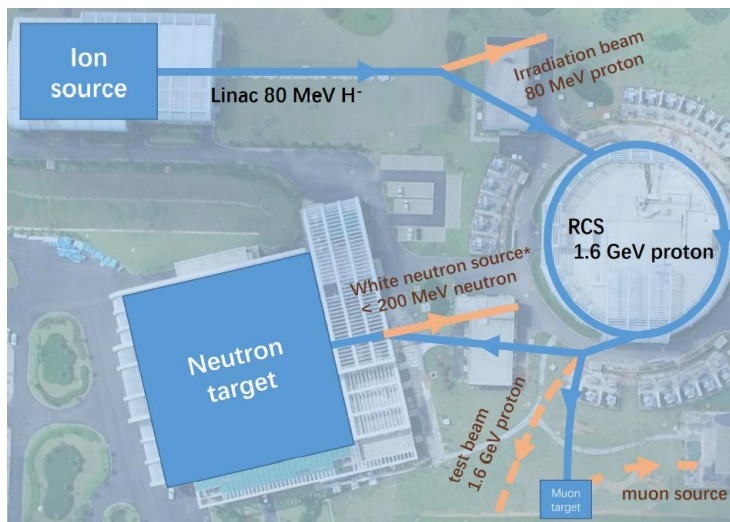 Ion
source
Linac 80 MeV H⁻
Irradiation beam
80 MeV proton
RCS
1.6 GeV proton
White neutron source*
< 200 MeV neutron
Neutron
target
test beam
1.6 GeV proton
Muon
target
muon source